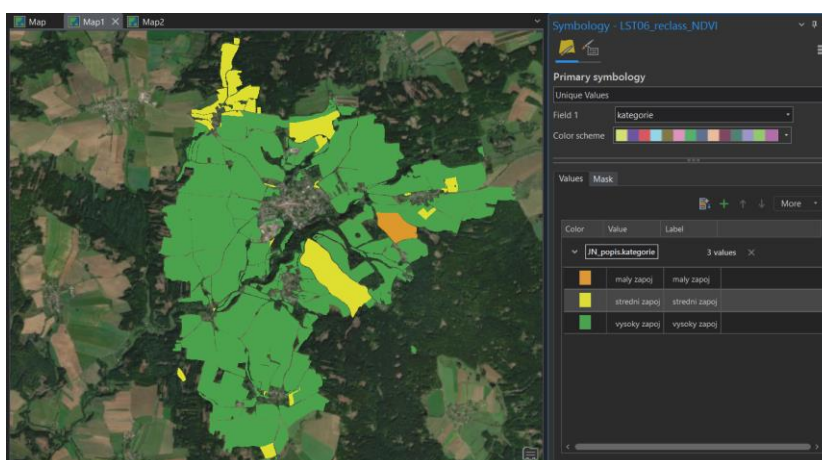 Map
Map1
Map2
Symbology - LST06_reclass_NDVI
Primary symbology
Unique Values
Field 1 kategorie
Color scheme
Values Mask
More
Color Value Label
JN_popis.kategorie 3 values
maly zapoj maly zapoj
stredni zapoj stredni zapoj
vysoky zapoj vysoky zapoj